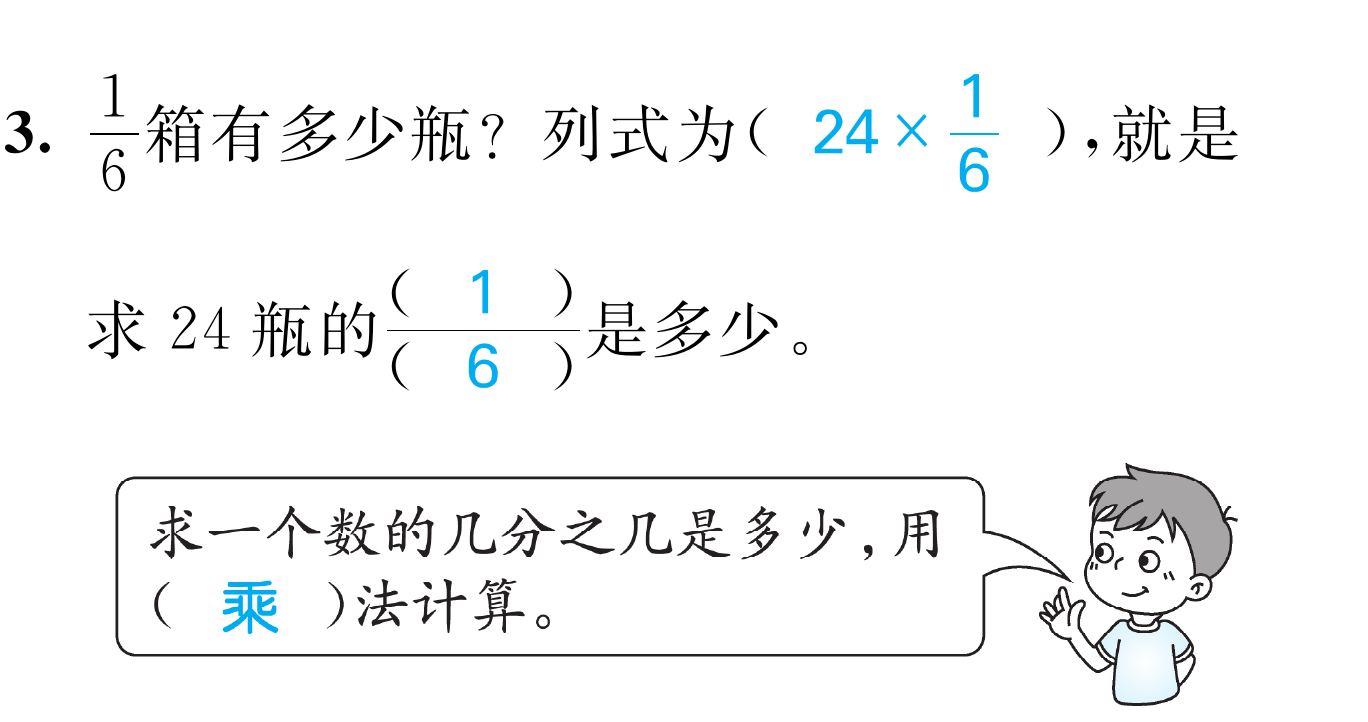 3. 1/6箱有多少瓶？列式为( 24×1/6 ),就是
求 24 瓶的( 1 )/( 6 )是多少。
求一个数的几分之几是多少,用
( 乘 )法计算。